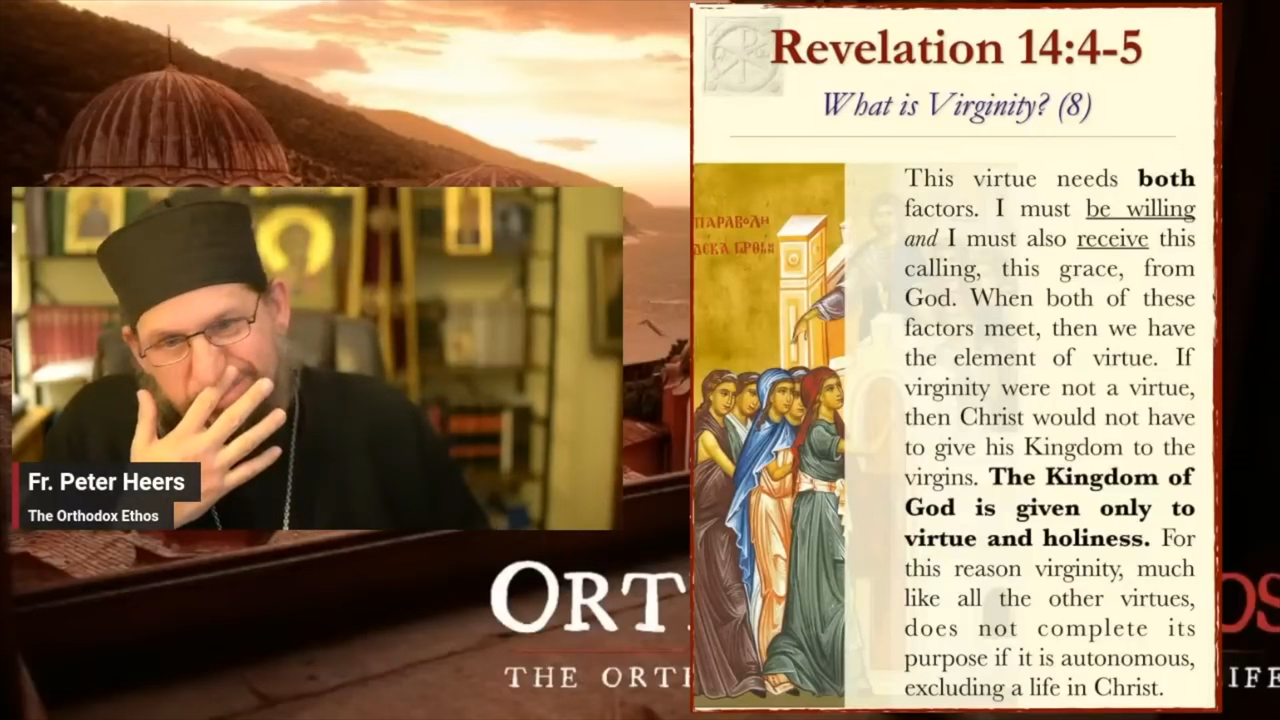 Revelation 14:4-5
What is Virginity? (8)
This virtue needs both
factors. I must be willing
and I must also receive this
calling, this grace, from
God. When both of these
factors meet, then we have
the element of virtue. If
virginity were not a virtue,
then Christ would not have
to give his Kingdom to the
virgins. The Kingdom of
God is given only to
virtue and holiness. For
this reason virginity, much
like all the other virtues,
does not complete its
purpose if it is autonomous,
excluding a life in Christ.
ПАРАБОЛИ
Fr. Peter Heers
The Orthodox Ethos
ORT
OS
THE ORT
IFE